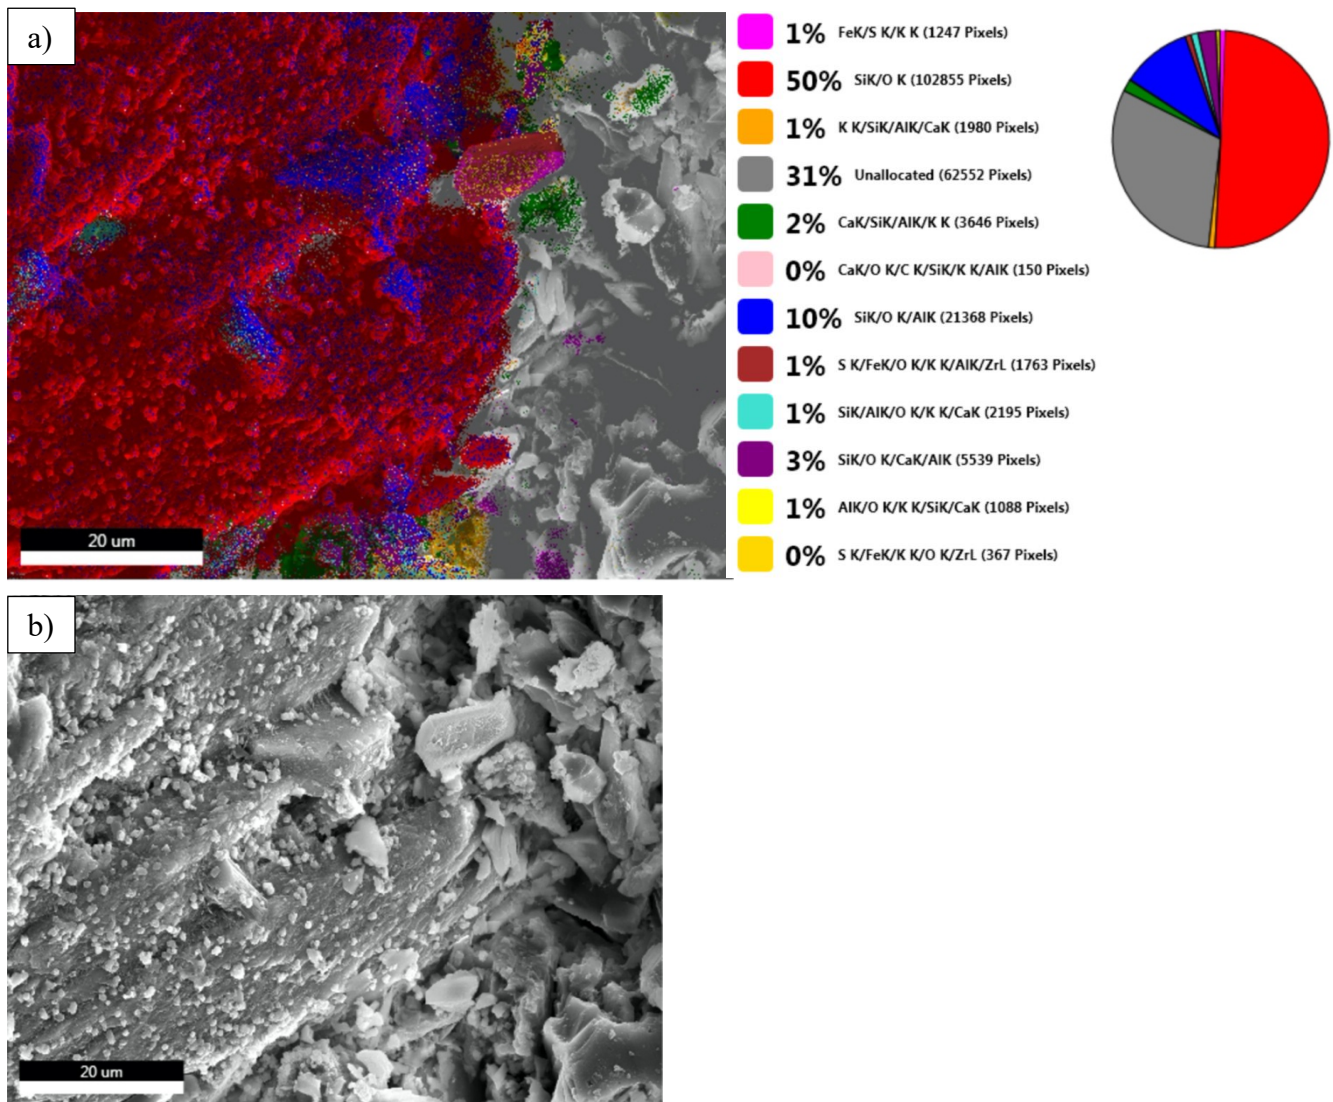 a)
20 um
1% FeK/S K/K K (1247 Pixels)
50% SiK/O K (102855 Pixels)
1% K K/SiK/AlK/CaK (1980 Pixels)
31% Unallocated (62552 Pixels)
2% CaK/SiK/AlK/K K (3646 Pixels)
0% CaK/O K/C K/SiK/K K/AlK (150 Pixels)
10% SiK/O K/AlK (21368 Pixels)
1% S K/FeK/O K/K K/AlK/ZrL (1763 Pixels)
1% SiK/AlK/O K/K K/CaK (2195 Pixels)
3% SiK/O K/CaK/AlK (5539 Pixels)
1% AlK/O K/K K/SiK/CaK (1088 Pixels)
0% S K/FeK/K K/O K/ZrL (367 Pixels)
b)
20 um